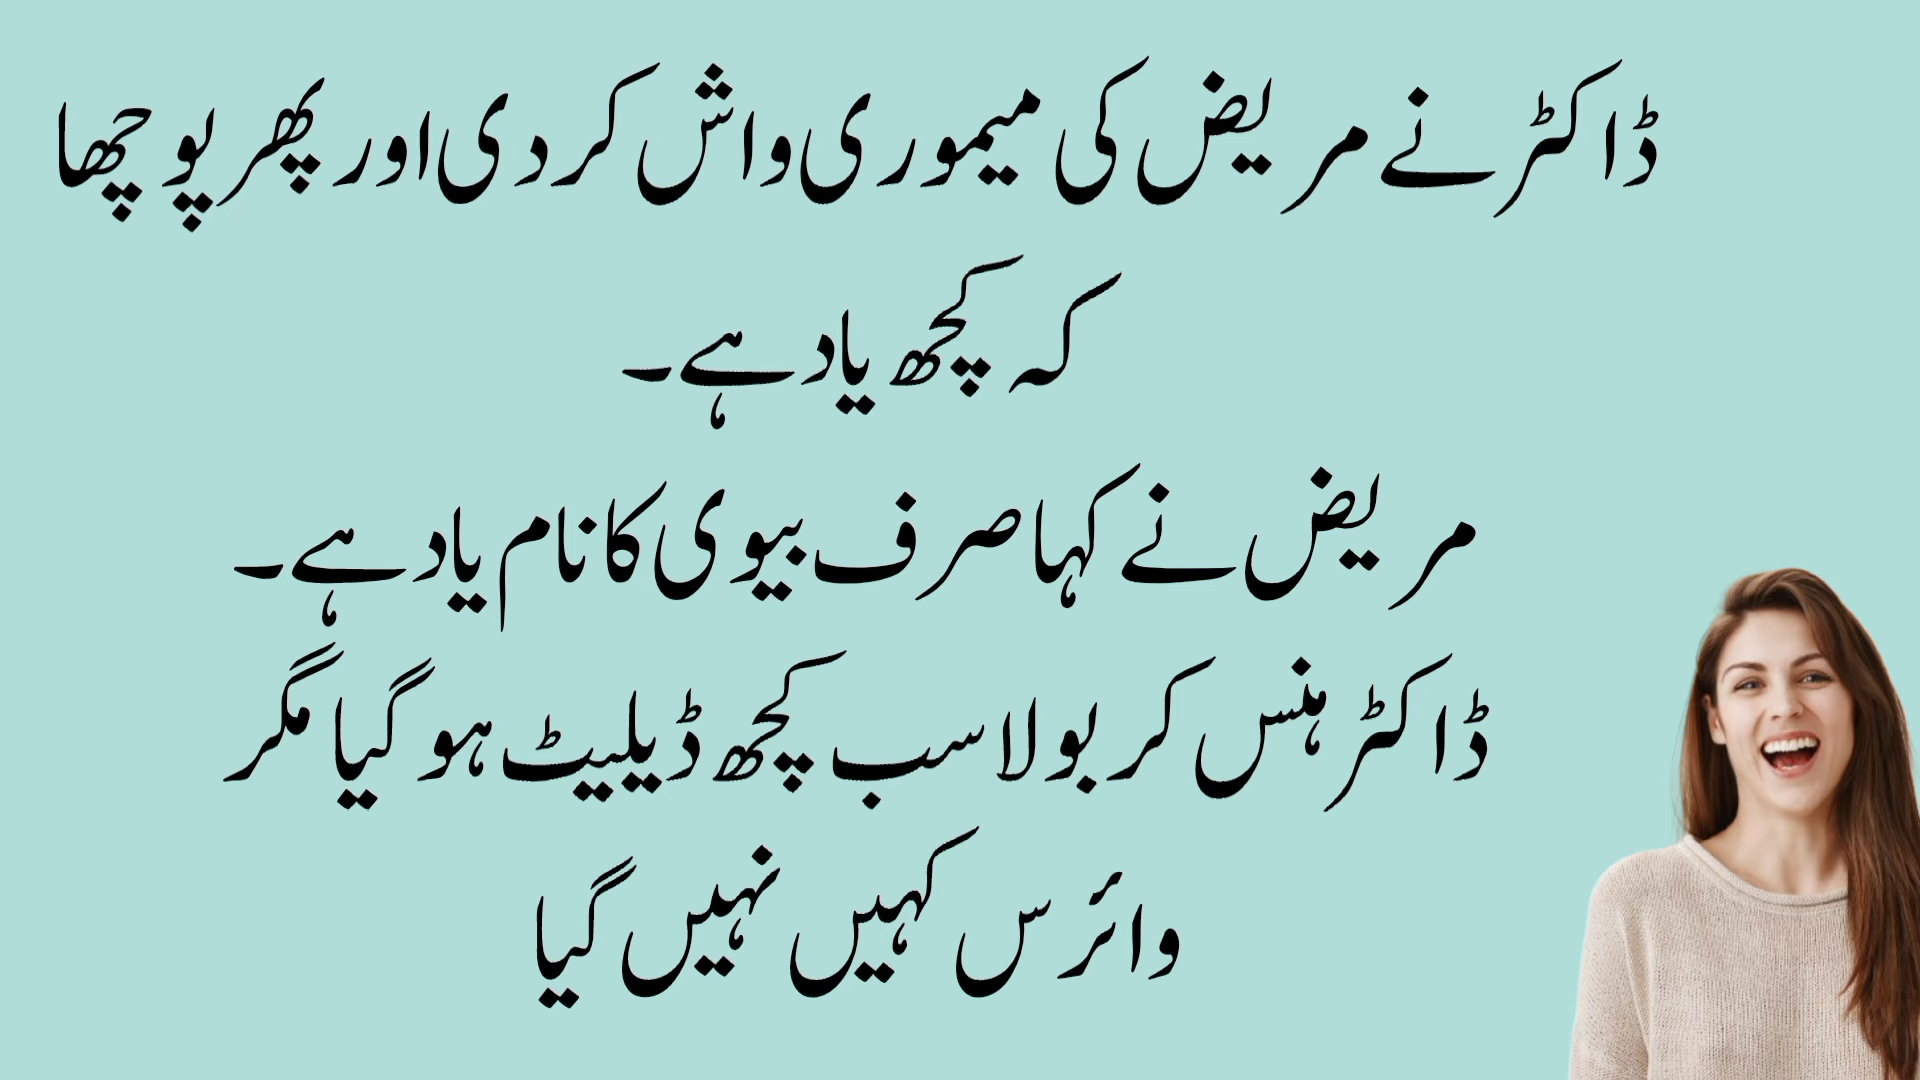 ڈاکٹر نے مریض کی میموری واش کر دی اور پھر پوچھا
کہ کچھ یاد ہے۔
مریض نے کہا صرف بیوی کا نام یاد ہے۔
ڈاکٹر ہنس کر بولا سب کچھ ڈیلیٹ ہو گیا مگر
وائرس کہیں نہیں گیا